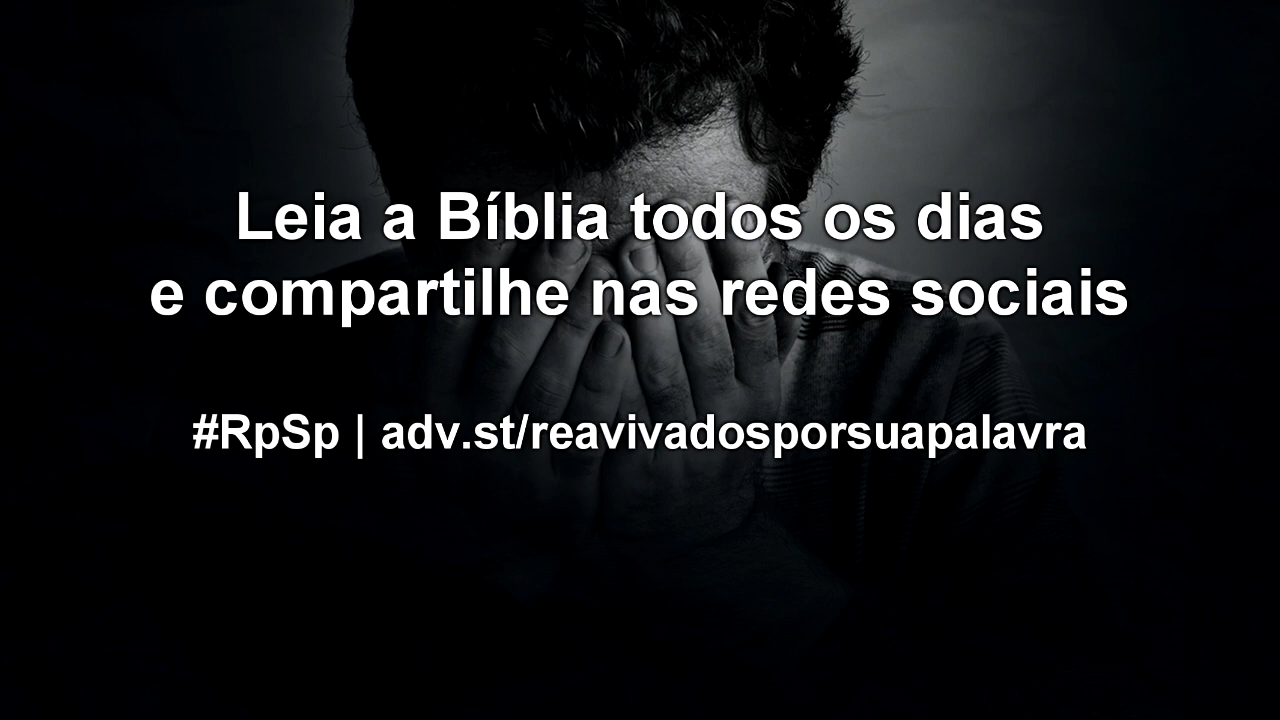 Leia a Bíblia todos os dias
e compartilhe nas redes sociais
#RpSp | adv.st/reavivadosporsuapalavra